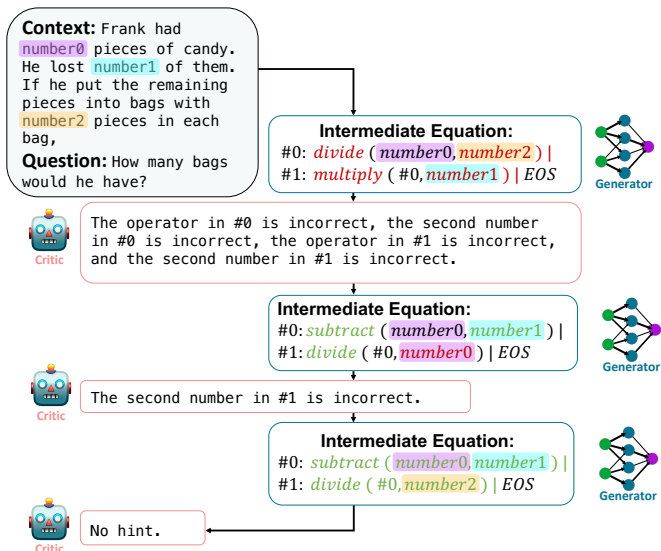 Context: Frank had
number0 pieces of candy.
He lost number1 of them.
If he put the remaining
pieces into bags with
number2 pieces in each
bag,
Question: How many bags
would he have?
Intermediate Equation:
#0: divide (number0,number2) |
#1: multiply ( #0,number1) | EOS
Generator
Critic
The operator in #0 is incorrect, the second number
in #0 is incorrect, the operator in #1 is incorrect,
and the second number in #1 is incorrect.
Intermediate Equation:
#0: subtract (number0,number1) |
#1: divide ( #0,number0) | EOS
Generator
Critic
The second number in #1 is incorrect.
Intermediate Equation:
#0: subtract (number0,number1) |
#1: divide ( #0,number2) | EOS
Generator
Critic
No hint.